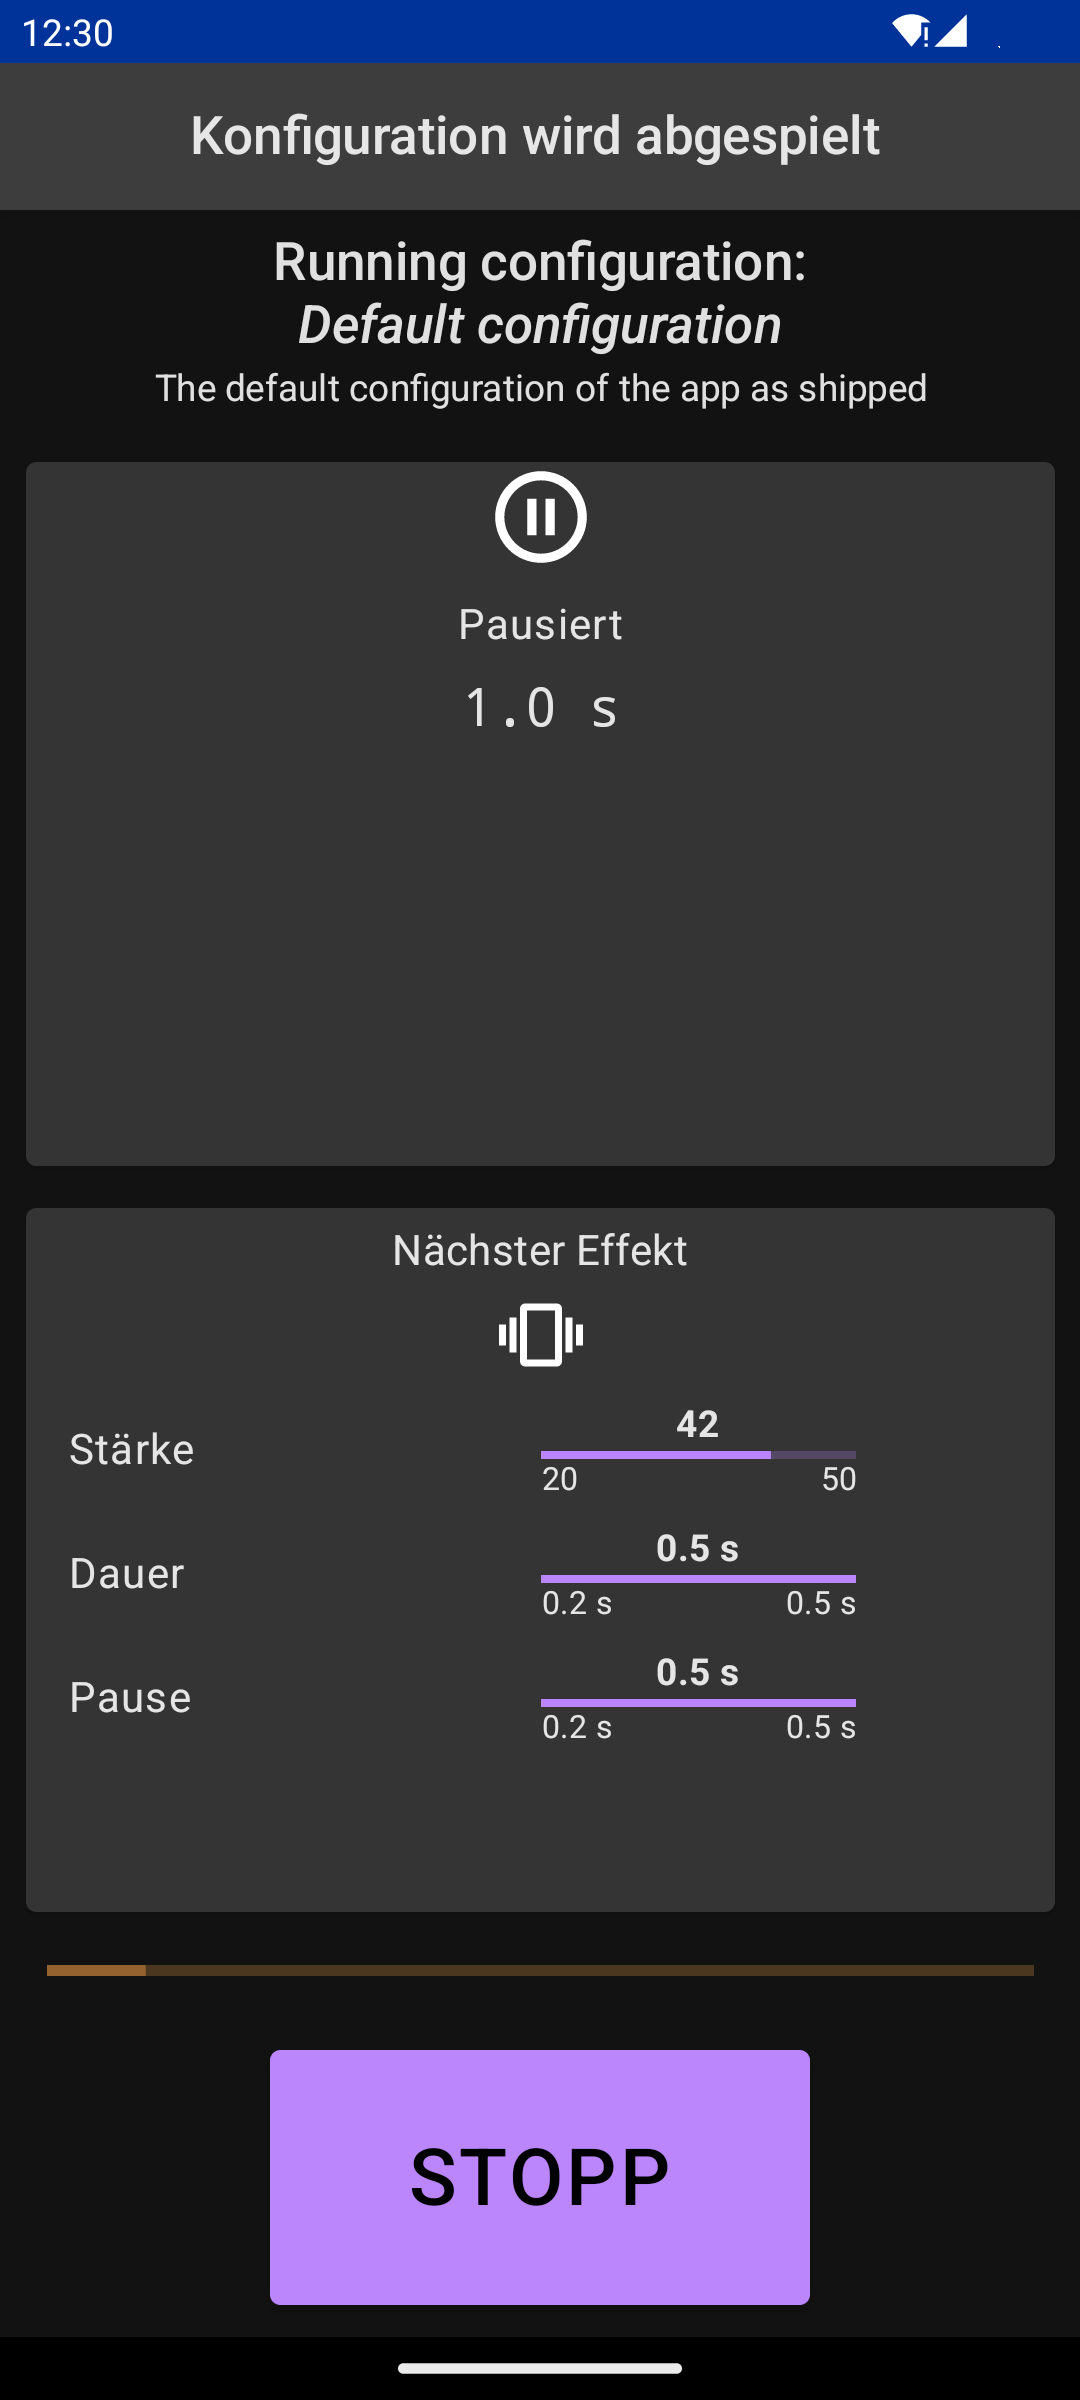 12:30
Konfiguration wird abgespielt
Running configuration:
Default configuration
The default configuration of the app as shipped
Pausiert
1.0 s
Nächster Effekt
Stärke
42
20 50
Dauer
0.5 s
0.2 s 0.5 s
Pause
0.5 s
0.2 s 0.5 s
STOPP